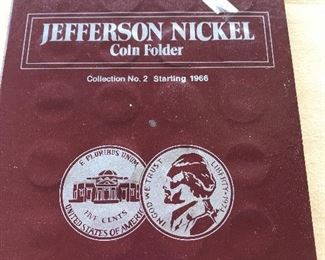 JEFFERSON NICKEL
Coin Folder
Collection No. 2 Starting 1966
E PLURIBUS UNUM
FIVE CENTS
UNITED STATES OF AMERICA
IN GOD WE TRUST
LIBERTY